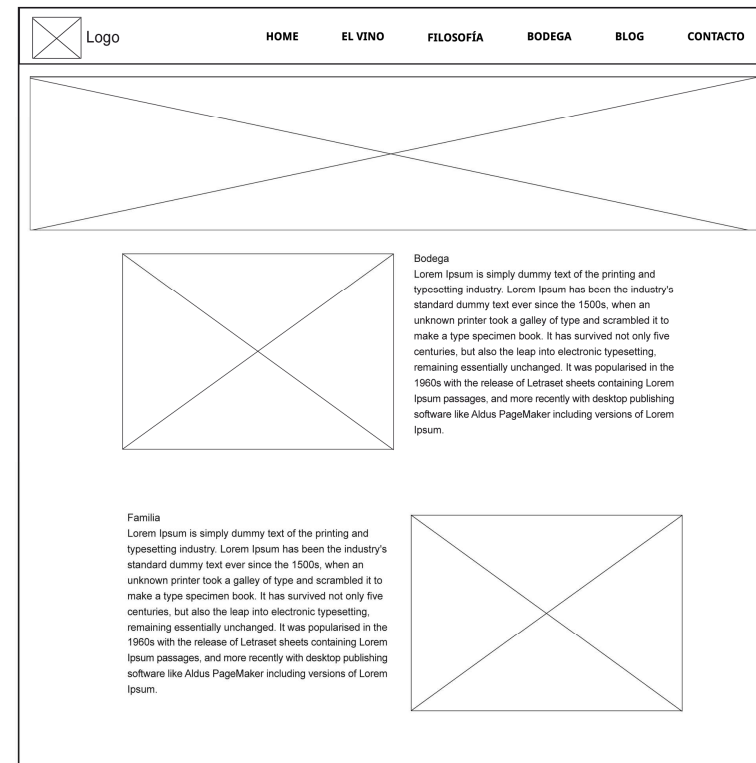 Logo
HOME EL VINO FILOSOFÍA BODEGA BLOG CONTACTO
Bodega
Lorem Ipsum is simply dummy text of the printing and
typesetting industry. Lorem Ipsum has been the industry's
standard dummy text ever since the 1500s, when an
unknown printer took a galley of type and scrambled it to
make a type specimen book. It has survived not only five
centuries, but also the leap into electronic typesetting,
remaining essentially unchanged. It was popularised in the
1960s with the release of Letraset sheets containing Lorem
Ipsum passages, and more recently with desktop publishing
software like Aldus PageMaker including versions of Lorem
Ipsum.
Familia
Lorem Ipsum is simply dummy text of the printing and
typesetting industry. Lorem Ipsum has been the industry's
standard dummy text ever since the 1500s, when an
unknown printer took a galley of type and scrambled it to
make a type specimen book. It has survived not only five
centuries, but also the leap into electronic typesetting,
remaining essentially unchanged. It was popularised in the
1960s with the release of Letraset sheets containing Lorem
Ipsum passages, and more recently with desktop publishing
software like Aldus PageMaker including versions of Lorem
Ipsum.